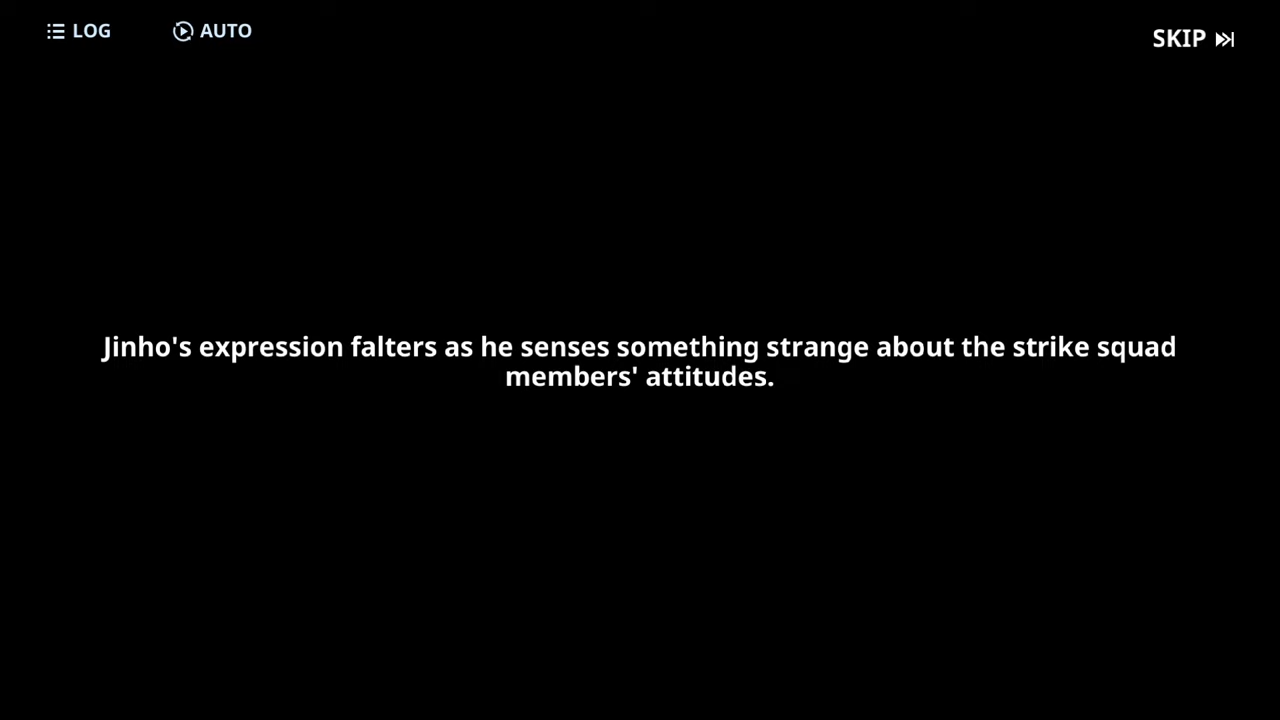 LOG
AUTO
SKIP
Jinho's expression falters as he senses something strange about the strike squad
members' attitudes.